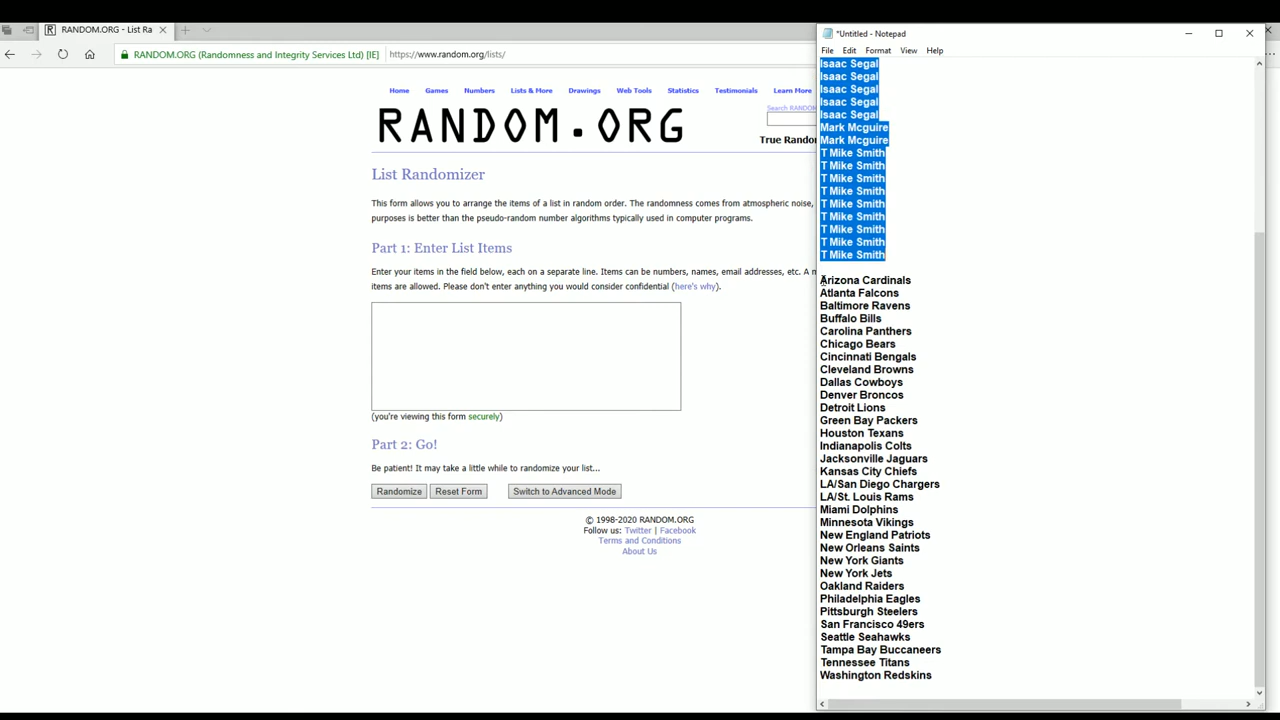 RANDOM.ORG - List Ra
RANDOM.ORG (Randomness and Integrity Services Ltd) [IE]
https://www.random.org/lists/
Home Games Numbers Lists & More Drawings Web Tools Statistics Testimonials Learn More
Search RANDO
RANDOM.ORG
True Rando
List Randomizer
This form allows you to arrange the items of a list in random order. The randomness comes from atmospheric noise,
purposes is better than the pseudo-random number algorithms typically used in computer programs.
Part 1: Enter List Items
Enter your items in the field below, each on a separate line. Items can be numbers, names, email addresses, etc. A m
items are allowed. Please don't enter anything you would consider confidential (here's why).
(you're viewing this form securely)
Part 2: Go!
Be patient! It may take a little while to randomize your list...
Randomize Reset Form Switch to Advanced Mode
© 1998-2020 RANDOM.ORG
Follow us: Twitter | Facebook
Terms and Conditions
About Us
*Untitled - Notepad
File Edit Format View Help
Isaac Segal
Isaac Segal
Isaac Segal
Isaac Segal
Isaac Segal
Mark Mcguire
Mark Mcguire
T Mike Smith
T Mike Smith
T Mike Smith
T Mike Smith
T Mike Smith
T Mike Smith
T Mike Smith
T Mike Smith
T Mike Smith
Arizona Cardinals
Atlanta Falcons
Baltimore Ravens
Buffalo Bills
Carolina Panthers
Chicago Bears
Cincinnati Bengals
Cleveland Browns
Dallas Cowboys
Denver Broncos
Detroit Lions
Green Bay Packers
Houston Texans
Indianapolis Colts
Jacksonville Jaguars
Kansas City Chiefs
LA/San Diego Chargers
LA/St. Louis Rams
Miami Dolphins
Minnesota Vikings
New England Patriots
New Orleans Saints
New York Giants
New York Jets
Oakland Raiders
Philadelphia Eagles
Pittsburgh Steelers
San Francisco 49ers
Seattle Seahawks
Tampa Bay Buccaneers
Tennessee Titans
Washington Redskins